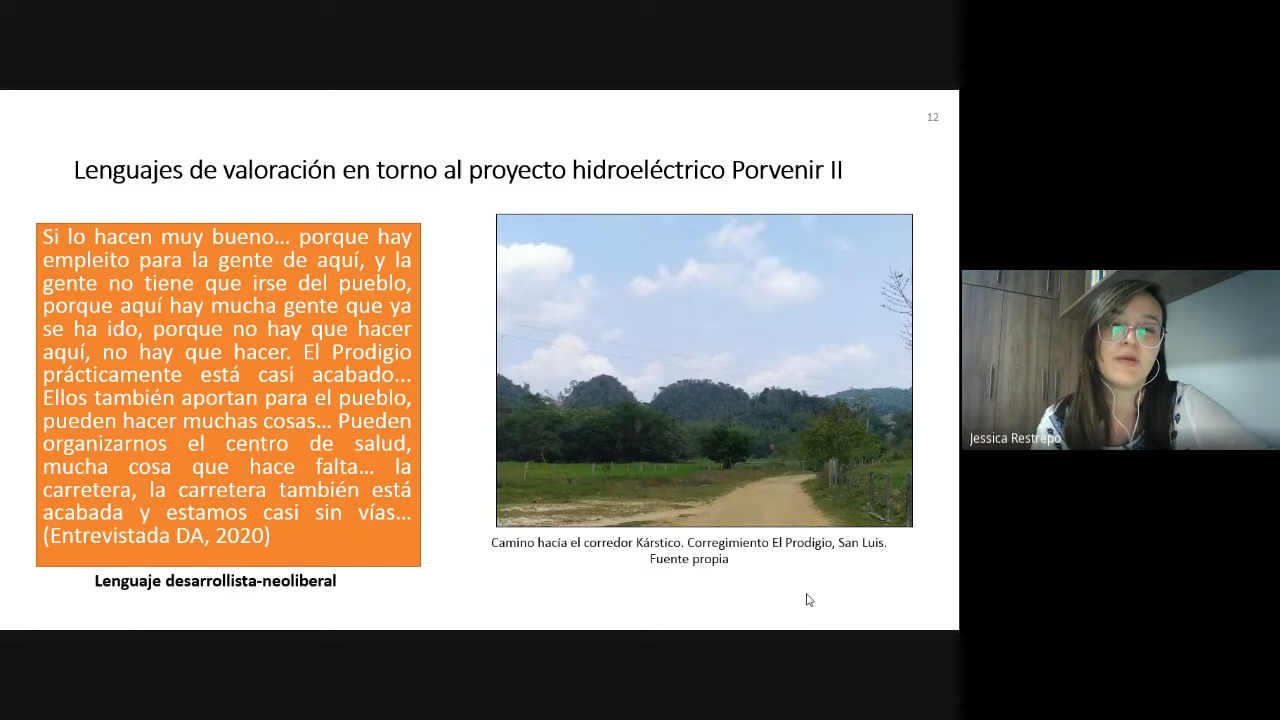 12
Lenguajes de valoración en torno al proyecto hidroeléctrico Porvenir II
Si lo hacen muy bueno... porque hay
empleito para la gente de aquí, y la
gente no tiene que irse del pueblo,
porque aquí hay mucha gente que ya
se ha ido, porque no hay que hacer
aquí, no hay que hacer. El Prodigio
prácticamente está casi acabado...
Ellos también aportan para el pueblo,
pueden hacer muchas cosas... Pueden
organizarnos el centro de salud,
mucha cosa que hace falta... la
carretera, la carretera también está
acabada y estamos casi sin vías...
(Entrevistada DA, 2020)
Lenguaje desarrollista-neoliberal
Camino hacía el corredor Kárstico. Corregimiento El Prodigio, San Luis.
Fuente propia
Jessica Restrepo